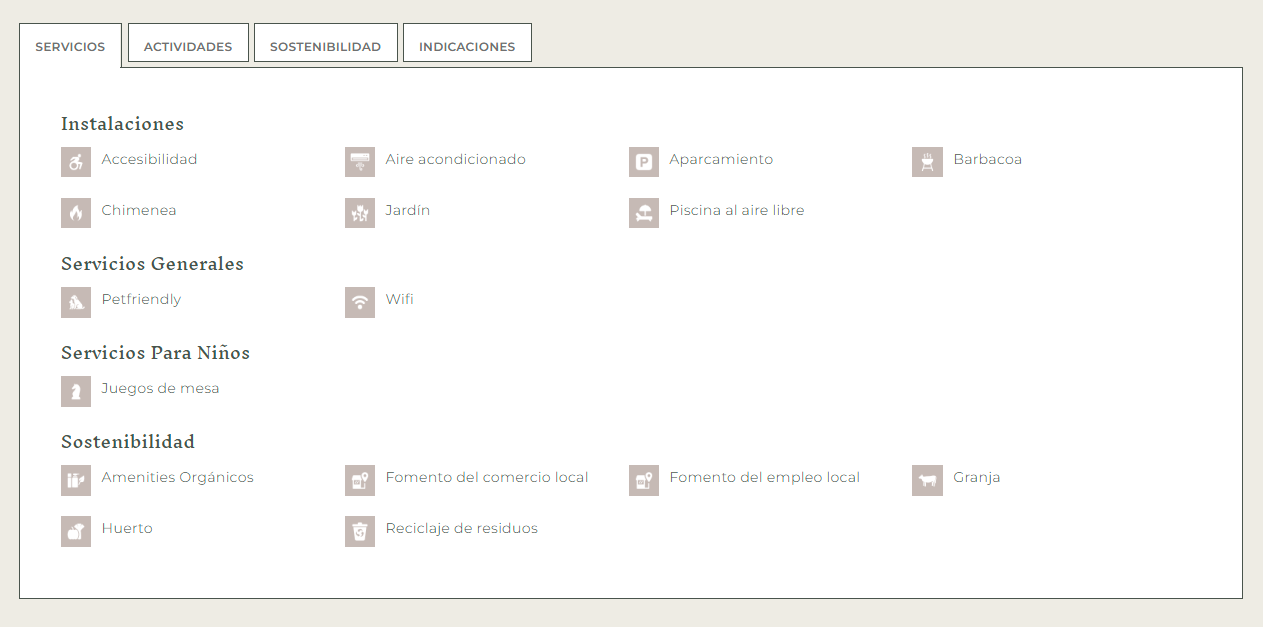 SERVICIOS ACTIVIDADES SOSTENIBILIDAD INDICACIONES
Instalaciones
Accesibilidad Aire acondicionado Aparcamiento Barbacoa
Chimenea Jardín Piscina al aire libre
Servicios Generales
Petfriendly Wifi
Servicios Para Niños
Juegos de mesa
Sostenibilidad
Amenities Orgánicos Fomento del comercio local Fomento del empleo local Granja
Huerto Reciclaje de residuos